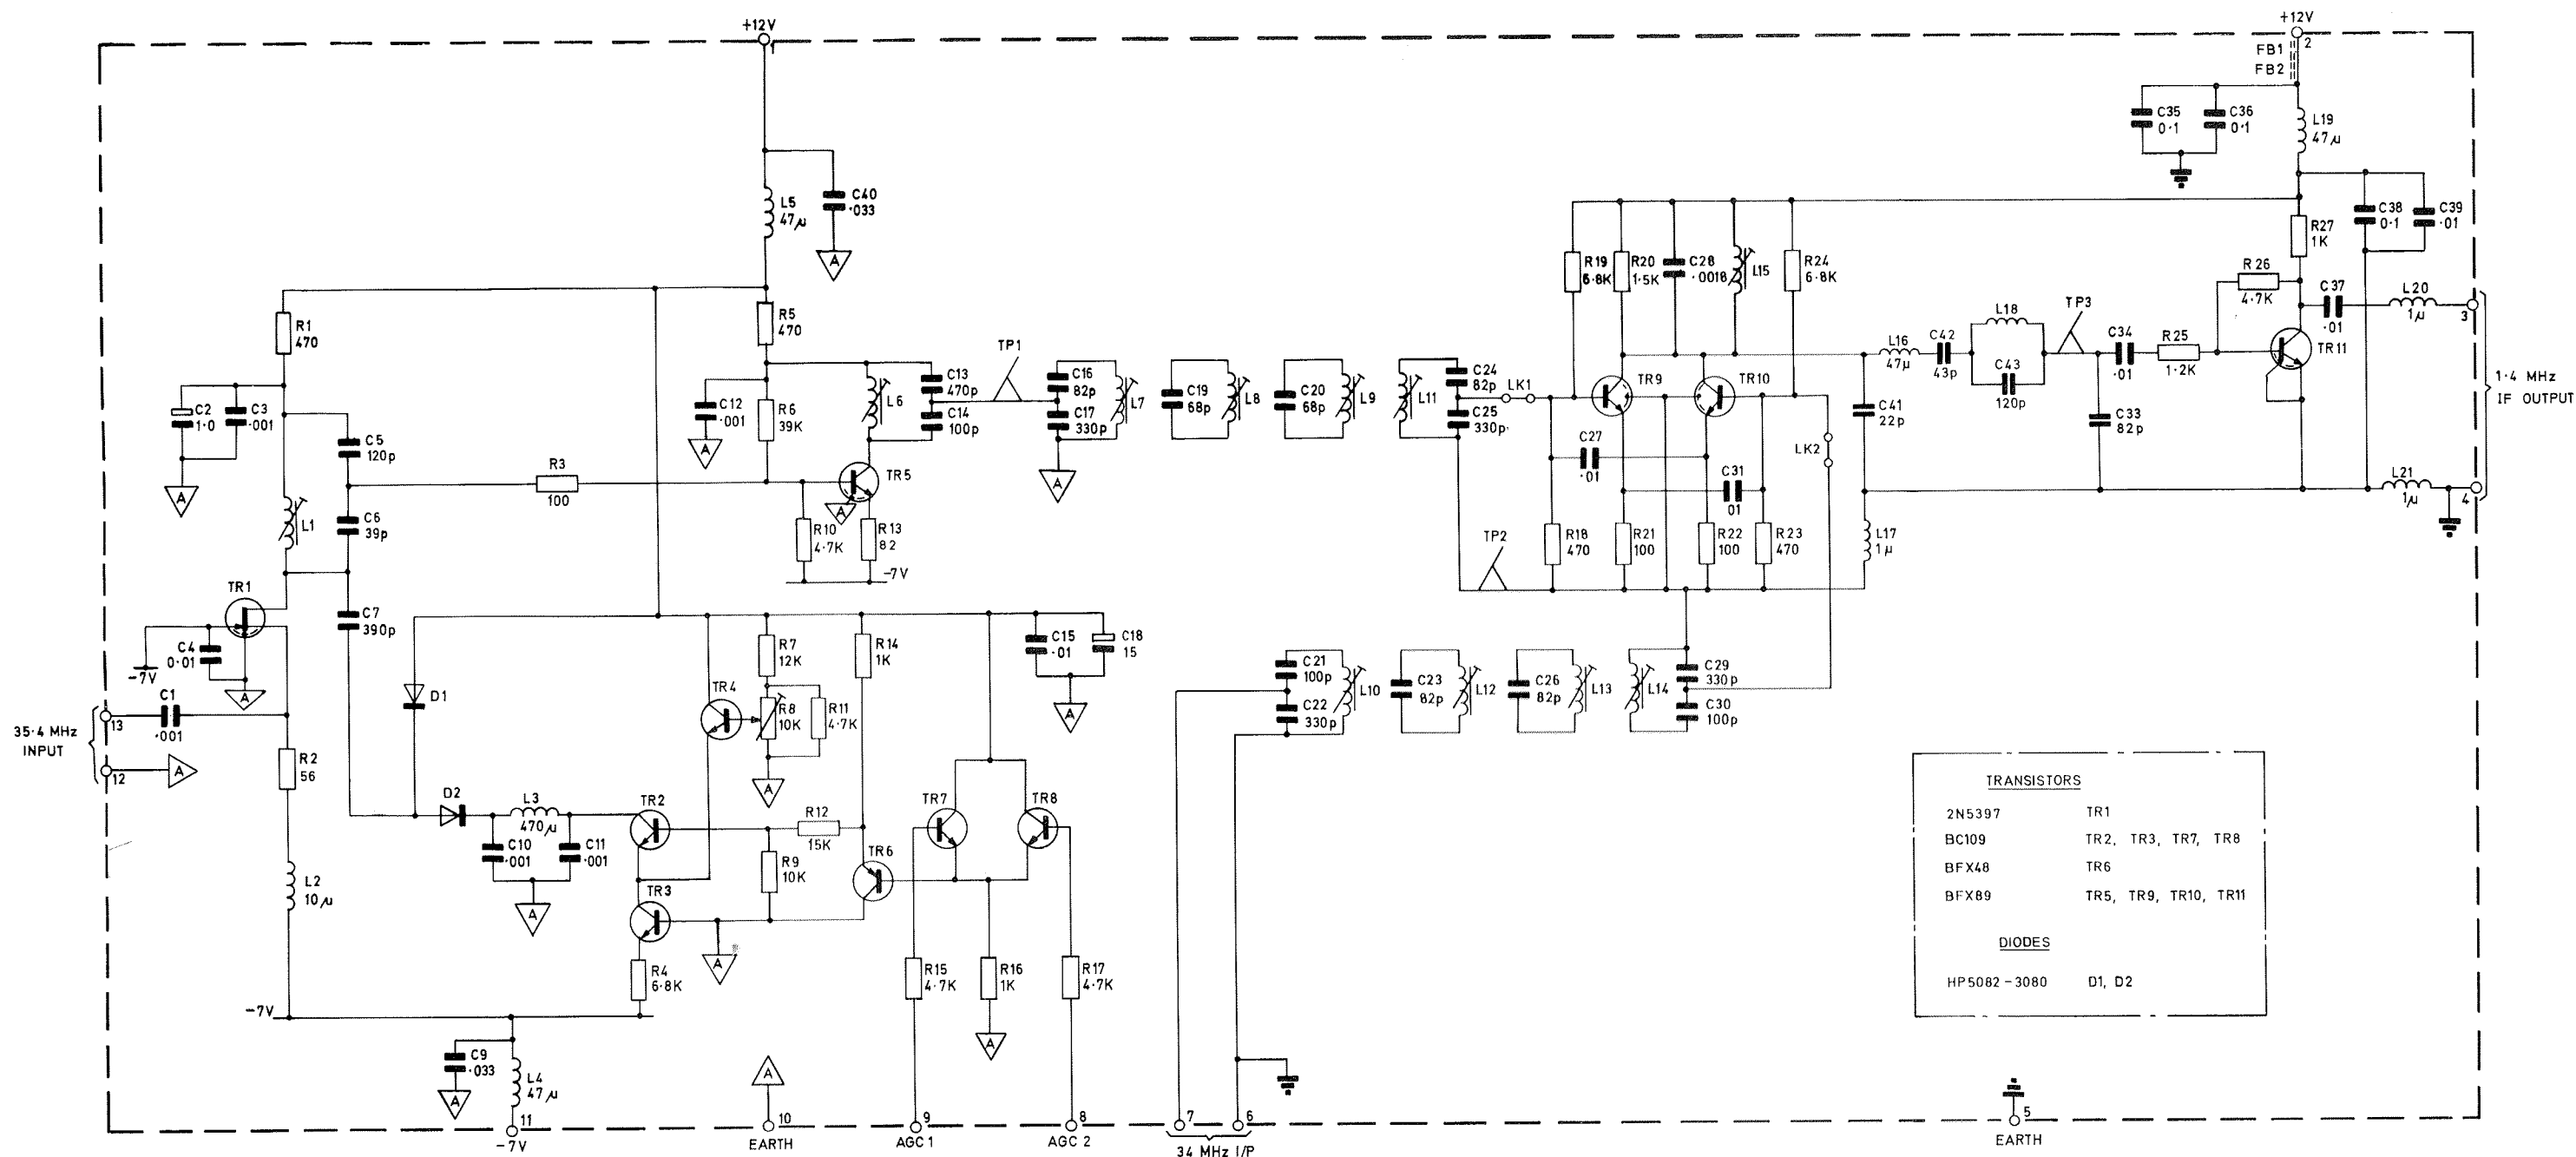 +12V
1
+12V
2
FB1
FB2
C35
0·1
C36
0·1
L19
47µ
L5
47µ
C40
·033
C38
0·1
C39
·01
R27
1K
R19
6·8K
R20
1·5K
C28
·0018
L15
R24
6·8K
R26
4·7K
C37
·01
L20
1µ
3
R1
470
R5
470
TP1
L18
TP3
C34
·01
R25
1·2K
TR11
L16
47µ
C42
43p
C43
120p
C2
1·0
C3
·001
C5
120p
C12
·001
R6
39K
L6
C13
470p
C14
100p
C16
82p
C17
330p
L7
C19
68p
L8
C20
68p
L9
L11
C24
82p
C25
330p
LK1
TR9
TR10
C41
22p
C33
82p
1·4 MHz
IF OUTPUT
A
A
A
A
LK2
R3
100
TR5
A
C27
·01
C31
01
L21
1µ
4
L1
C6
39p
R10
4·7K
R13
82
-7V
TP2
R18
470
R21
100
R22
100
R23
470
L17
1µ
TR1
C7
390p
C4
0·01
-7V
A
D1
TR4
R7
12K
R8
10K
R11
4·7K
A
R14
1K
C15
·01
C18
15
A
C21
100p
C22
330p
L10
C23
82p
L12
C26
82p
L13
L14
C29
330p
C30
100p
35·4 MHz
INPUT
13
C1
·001
12
A
R2
56
D2
L3
470µ
C10
·001
C11
·001
A
TR2
TR3
R12
15K
R9
10K
TR6
TR7
TR8
A
L2
10µ
R4
6·8K
R15
4·7K
R16
1K
R17
4·7K
A
-7V
C9
·033
A
L4
47µ
A
TRANSISTORS
2N5397 TR1
BC109 TR2, TR3, TR7, TR8
BFX48 TR6
BFX89 TR5, TR9, TR10, TR11
DIODES
HP5082-3080 D1, D2
11
-7V
10
EARTH
9
AGC 1
8
AGC 2
7
6
34 MHz I/P
5
EARTH